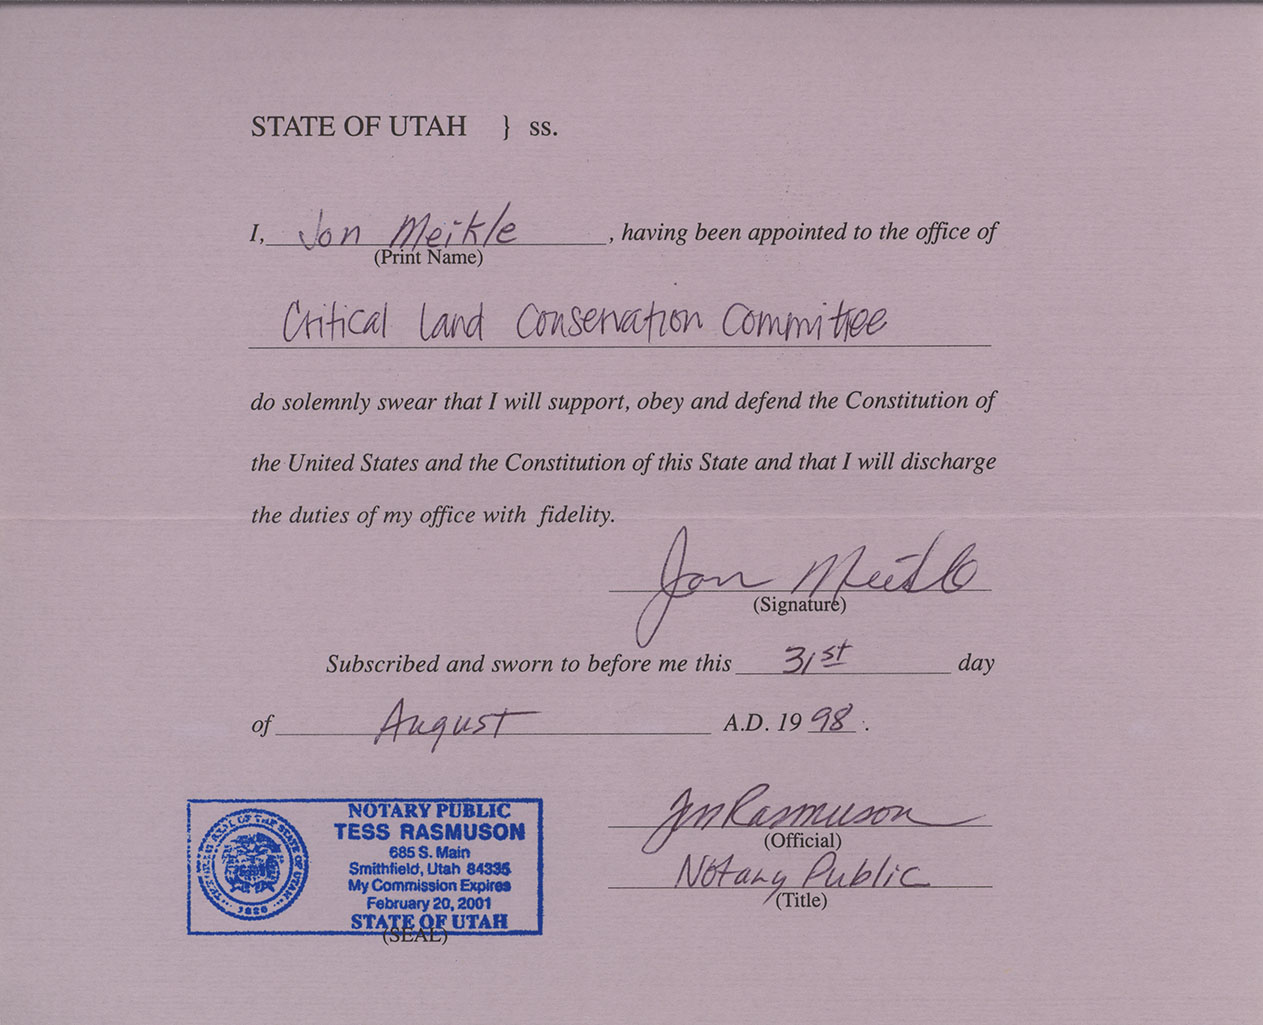 STATE OF UTAH } ss.
I, Jon Meikle, having been appointed to the office of
(Print Name)
Critical Land Conservation Committee
do solemnly swear that I will support, obey and defend the Constitution of
the United States and the Constitution of this State and that I will discharge
the duties of my office with fidelity.
Jon Meikle
(Signature)
Subscribed and sworn to before me this 31st day
of August A.D. 1998.
Rasmuson
(Official)
Notary Public
(Title)
NOTARY PUBLIC
TESS RASMUSON
685 S. Main
Smithfield, Utah 84335
My Commission Expires
February 20, 2001
STATE OF UTAH
(SEAL)